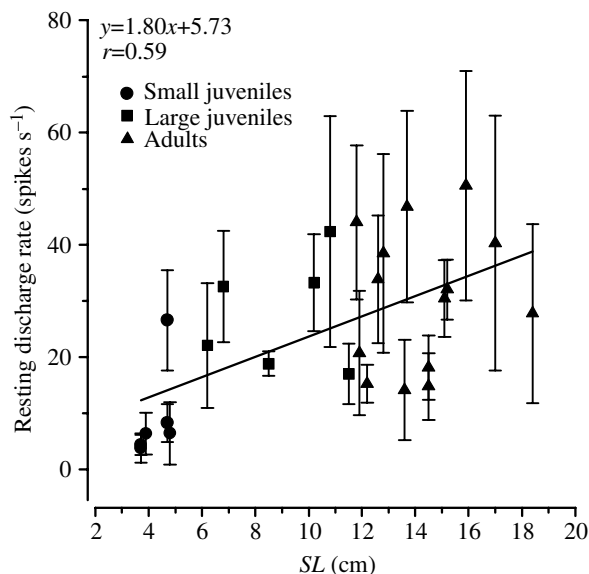 y=1.80x+5.73
r=0.59
Small juveniles
Large juveniles
Adults
Resting discharge rate (spikes s⁻¹)
80
60
40
20
0
2 4 6 8 10 12 14 16 18 20
SL (cm)